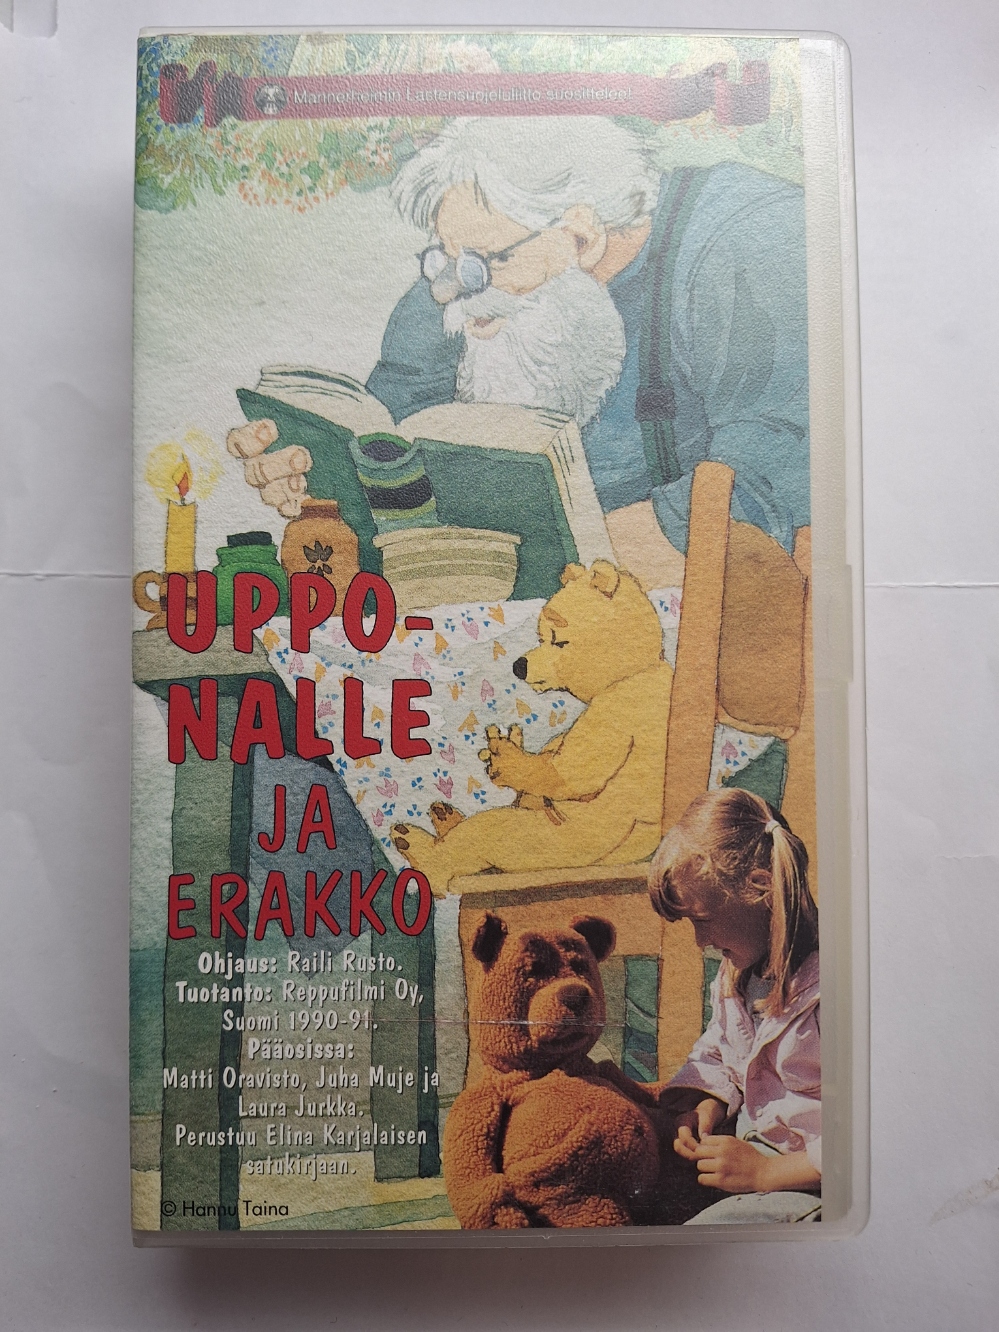 Mannerheimin Lastensuojeluliitto suosittelee!
UPPO-
NALLE
JA
ERAKKO
Ohjaus: Raili Rusto.
Tuotanto: Reppufilmi Oy,
Suomi 1990-91.
Pääosissa:
Matti Oravisto, Juha Muje ja
Laura Jurkka.
Perustuu Elina Karjalaisen
satukirjaan.
© Hannu Taina